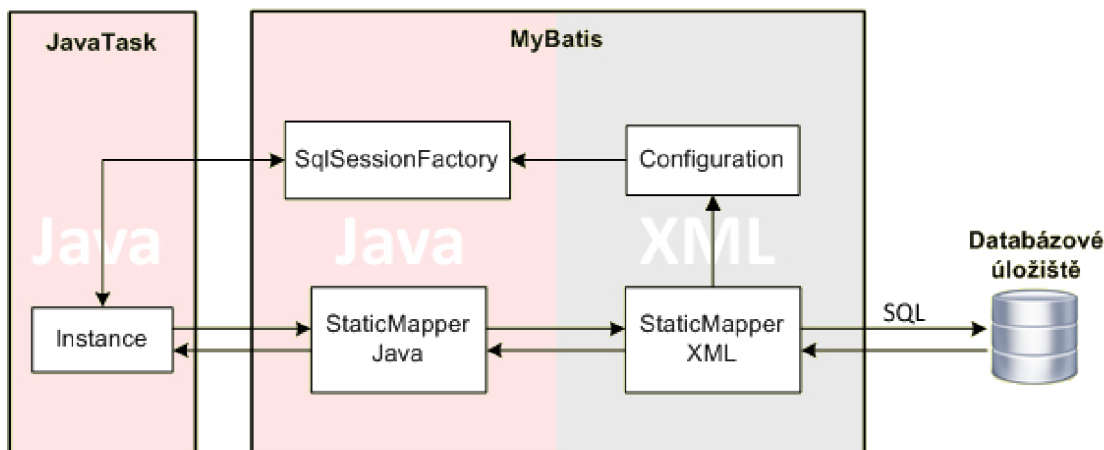 JavaTask
MyBatis
SqlSessionFactory
Configuration
Java
Java
XML
Databázové
úložiště
Instance
StaticMapper
Java
StaticMapper
XML
SQL